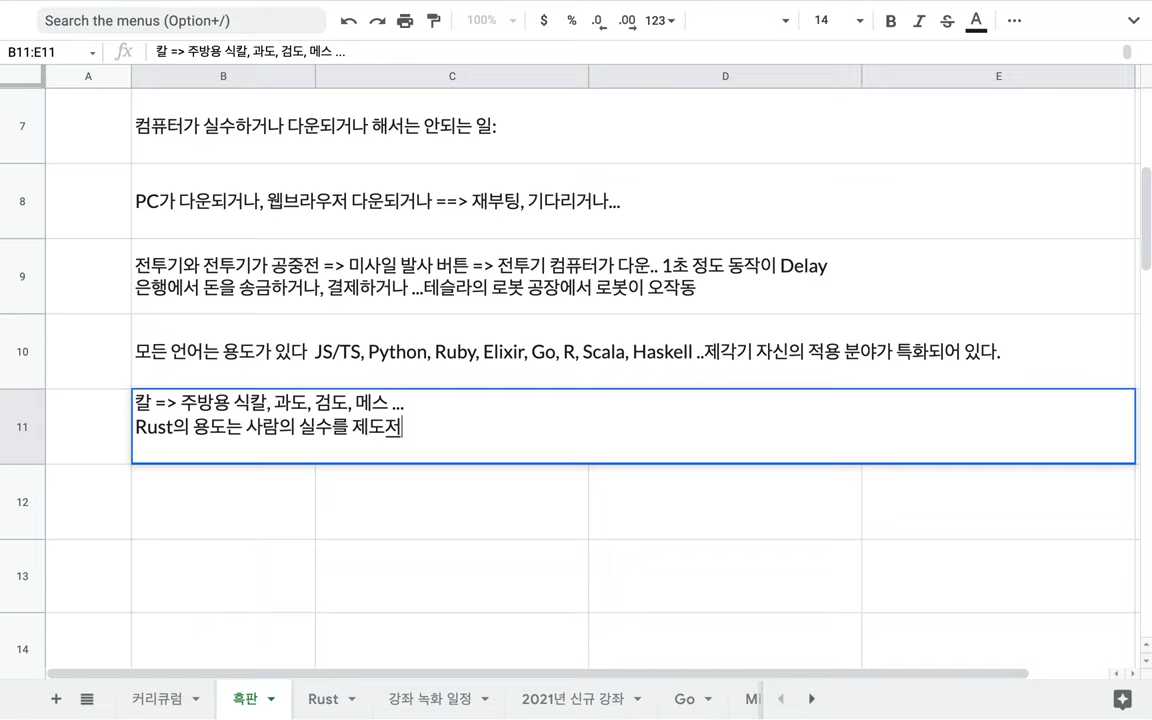 Search the menus (Option+/) 100% $ % .0 .00 123 14 B I S A ...
B11:E11 fx 칼 => 주방용 식칼, 과도, 검도, 메스 ...
A B C D E
7 컴퓨터가 실수하거나 다운되거나 해서는 안되는 일:
8 PC가 다운되거나, 웹브라우저 다운되거나 ==> 재부팅, 기다리거나...
전투기와 전투기가 공중전 => 미사일 발사 버튼 => 전투기 컴퓨터가 다운.. 1초 정도 동작이 Delay
9 은행에서 돈을 송금하거나, 결제하거나 ...테슬라의 로봇 공장에서 로봇이 오작동
10 모든 언어는 용도가 있다 JS/TS, Python, Ruby, Elixir, Go, R, Scala, Haskell ..제각기 자신의 적용 분야가 특화되어 있다.
칼 => 주방용 식칼, 과도, 검도, 메스 ...
11 Rust의 용도는 사람의 실수를 제도저
12
13
14
커리큐럼 흑판 Rust 강좌 녹화 일정 2021년 신규 강좌 Go